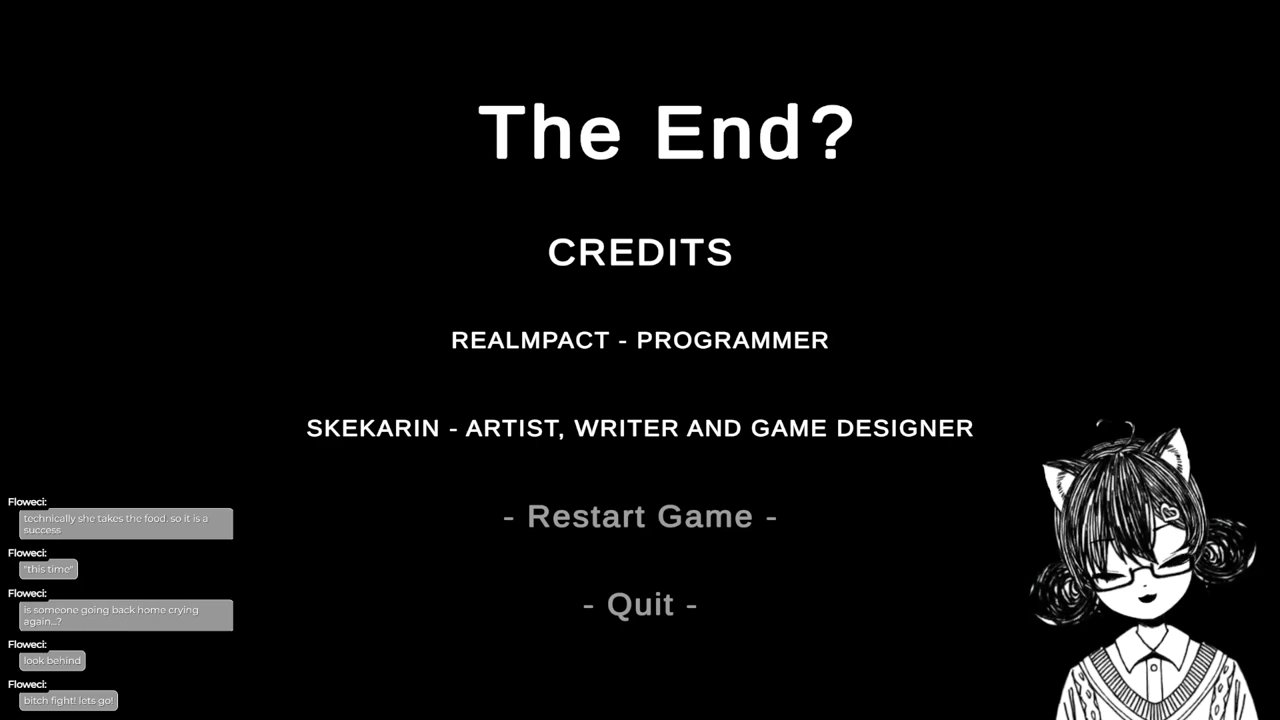 The End?
CREDITS
REALMPACT - PROGRAMMER
SKEKARIN - ARTIST, WRITER AND GAME DESIGNER
- Restart Game -
- Quit -
Floweci:
technically she takes the food, so it is a
success
Floweci:
"this time"
Floweci:
is someone going back home crying
again...?
Floweci:
look behind
Floweci:
bitch fight! lets go!